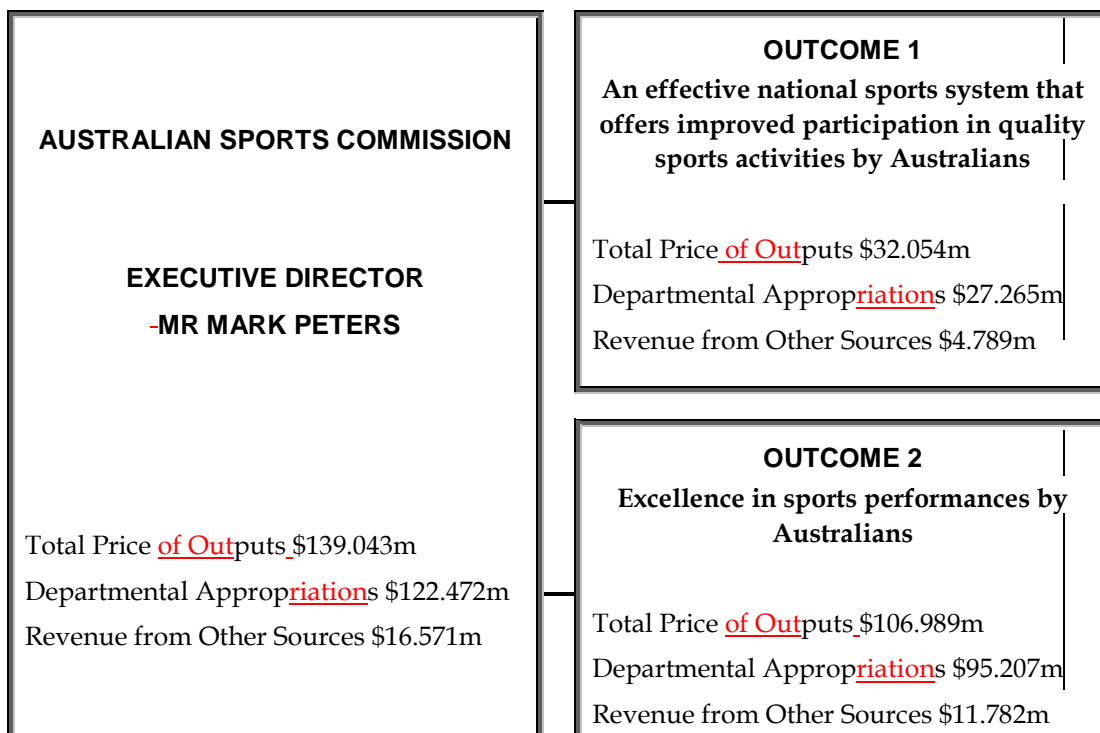 AUSTRALIAN SPORTS COMMISSION
EXECUTIVE DIRECTOR
-MR MARK PETERS
Total Price of Outputs $139.043m
Departmental Appropriations $122.472m
Revenue from Other Sources $16.571m
OUTCOME 1
An effective national sports system that
offers improved participation in quality
sports activities by Australians
Total Price of Outputs $32.054m
Departmental Appropriations $27.265m
Revenue from Other Sources $4.789m
OUTCOME 2
Excellence in sports performances by
Australians
Total Price of Outputs $106.989m
Departmental Appropriations $95.207m
Revenue from Other Sources $11.782m